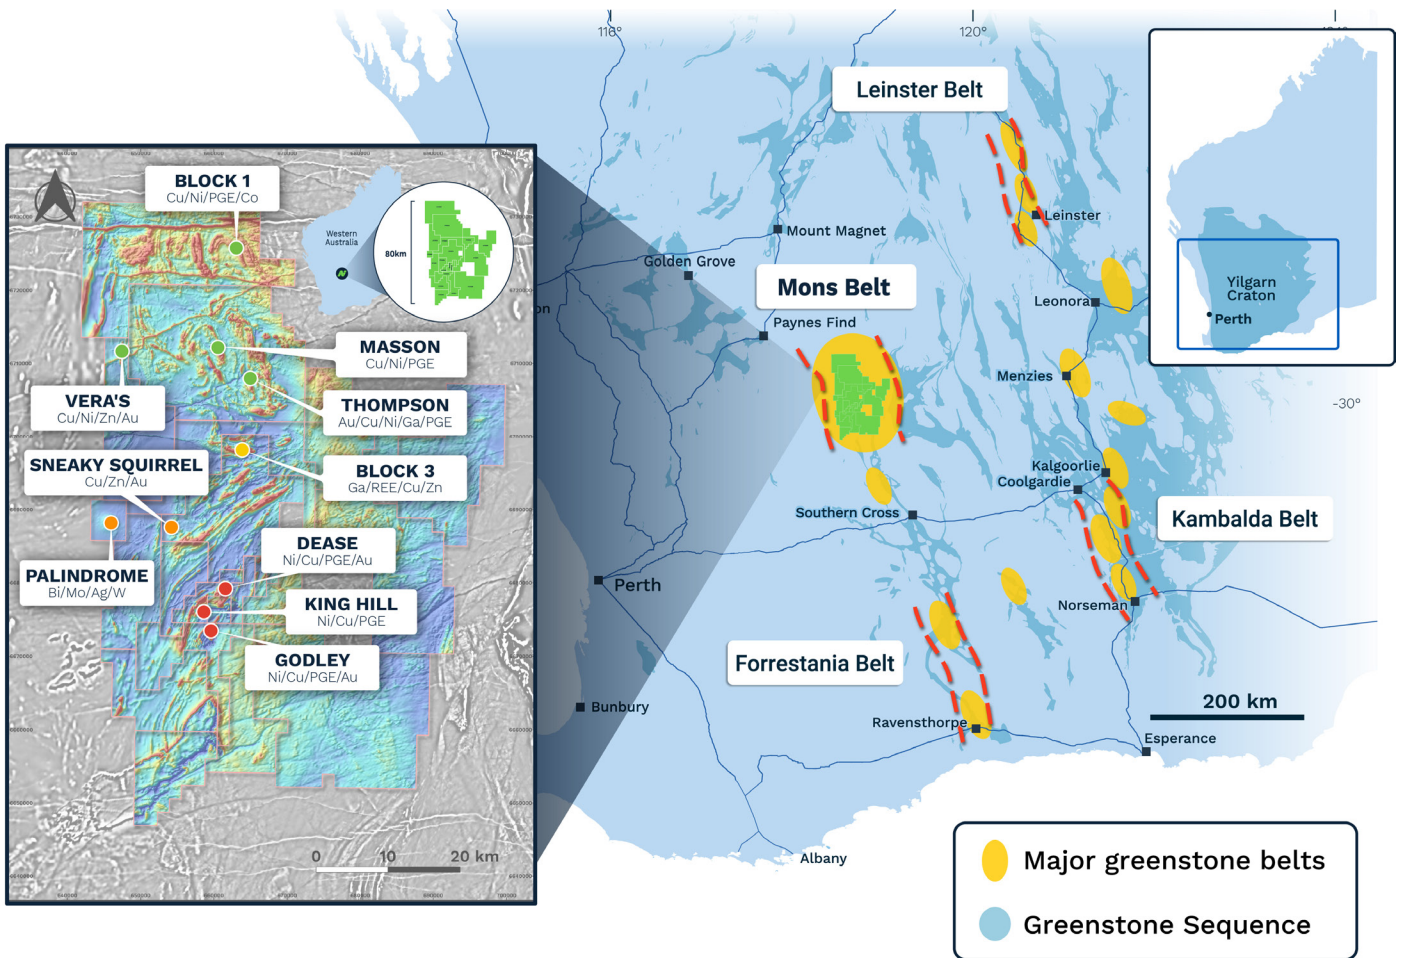 116°
120°
Leinster Belt
Leinster
Mount Magnet
Golden Grove
Mons Belt
Paynes Find
Leonora
Menzies
-30°
Kalgoorlie
Coolgardie
Southern Cross
Kambalda Belt
Norseman
Perth
Forrestania Belt
Bunbury
Ravensthorpe
200 km
Esperance
Albany
Yilgarn
Craton
Perth
Major greenstone belts
Greenstone Sequence
BLOCK 1
Cu/Ni/PGE/Co
Western
Australia
80km
MASSON
Cu/Ni/PGE
VERA'S
Cu/Ni/Zn/Au
THOMPSON
Au/Cu/Ni/Ga/PGE
SNEAKY SQUIRREL
Cu/Zn/Au
BLOCK 3
Ga/REE/Cu/Zn
DEASE
Ni/Cu/PGE/Au
PALINDROME
Bi/Mo/Ag/W
KING HILL
Ni/Cu/PGE
GODLEY
Ni/Cu/PGE/Au
0 10 20 km